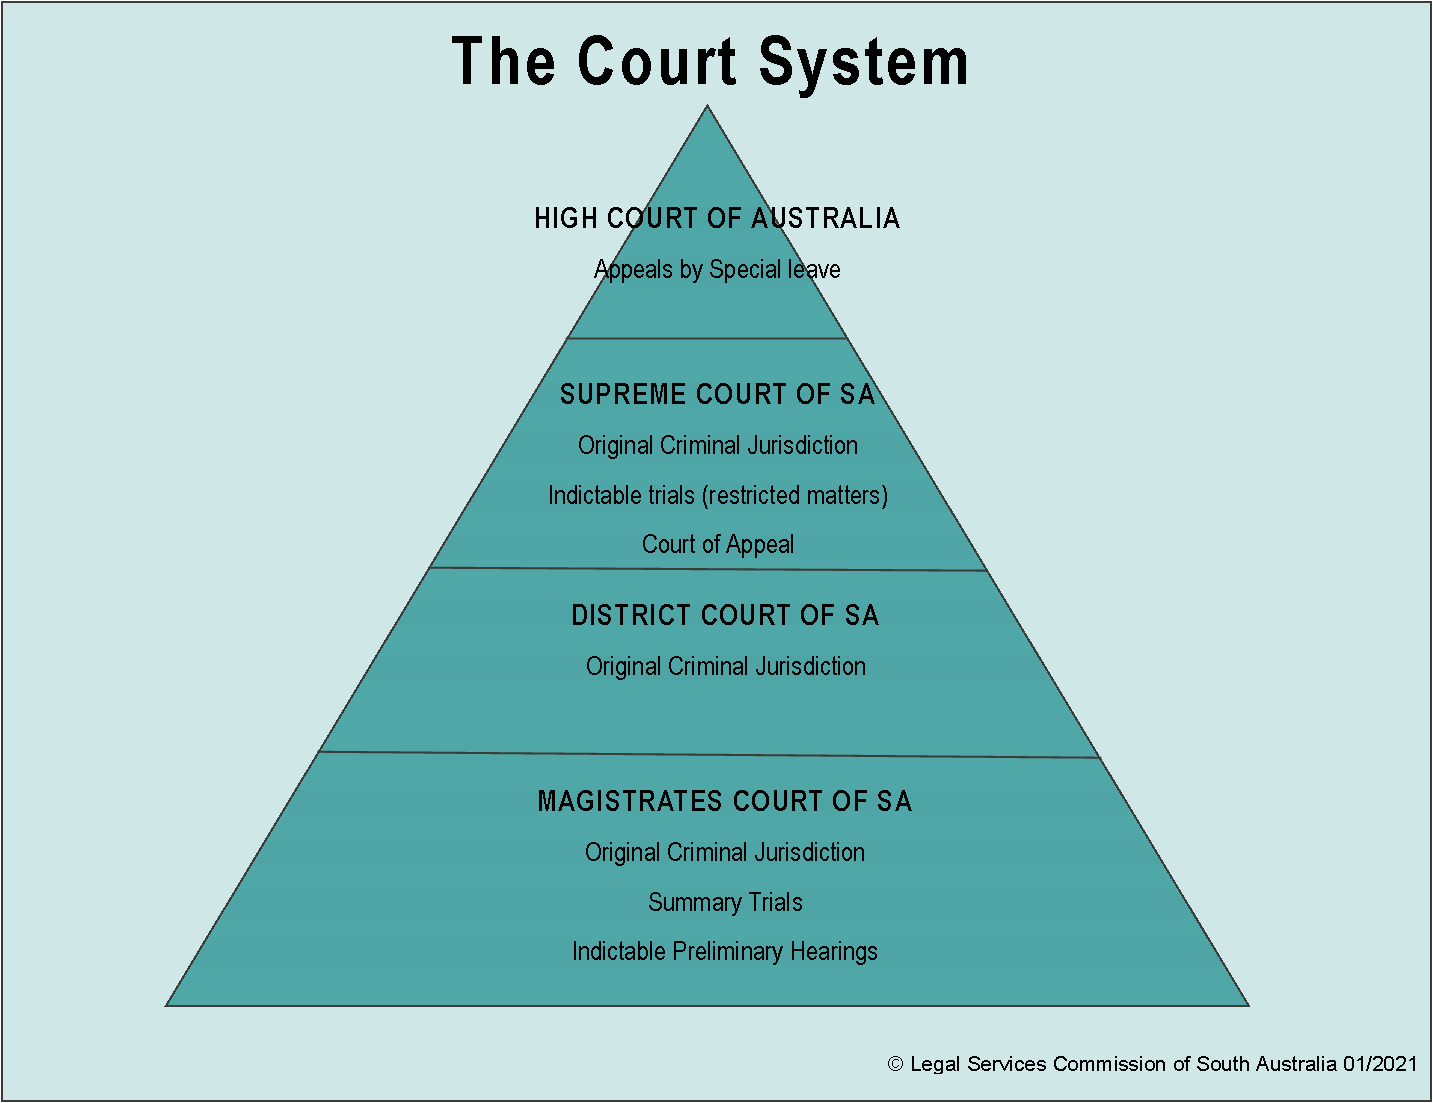 The Court System
HIGH COURT OF AUSTRALIA
Appeals by Special leave
SUPREME COURT OF SA
Original Criminal Jurisdiction
Indictable trials (restricted matters)
Court of Appeal
DISTRICT COURT OF SA
Original Criminal Jurisdiction
MAGISTRATES COURT OF SA
Original Criminal Jurisdiction
Summary Trials
Indictable Preliminary Hearings
© Legal Services Commission of South Australia 01/2021